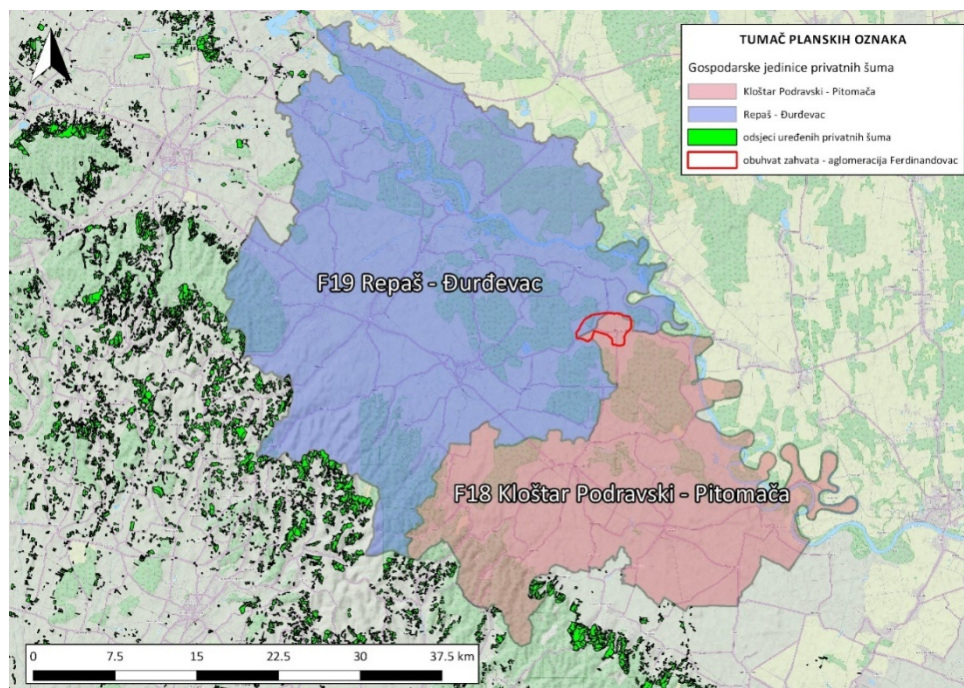 TUMAČ PLANSKIH OZNAKA
Gospodarske jedinice privatnih šuma
Kloštar Podravski - Pitomača
Repaš - Đurđevac
odsjeci uređenih privatnih šuma
obuhvat zahvata - aglomeracija Ferdinandovac
F19 Repaš - Đurđevac
F18 Kloštar Podravski - Pitomača
0 7.5 15 22.5 30 37.5 km